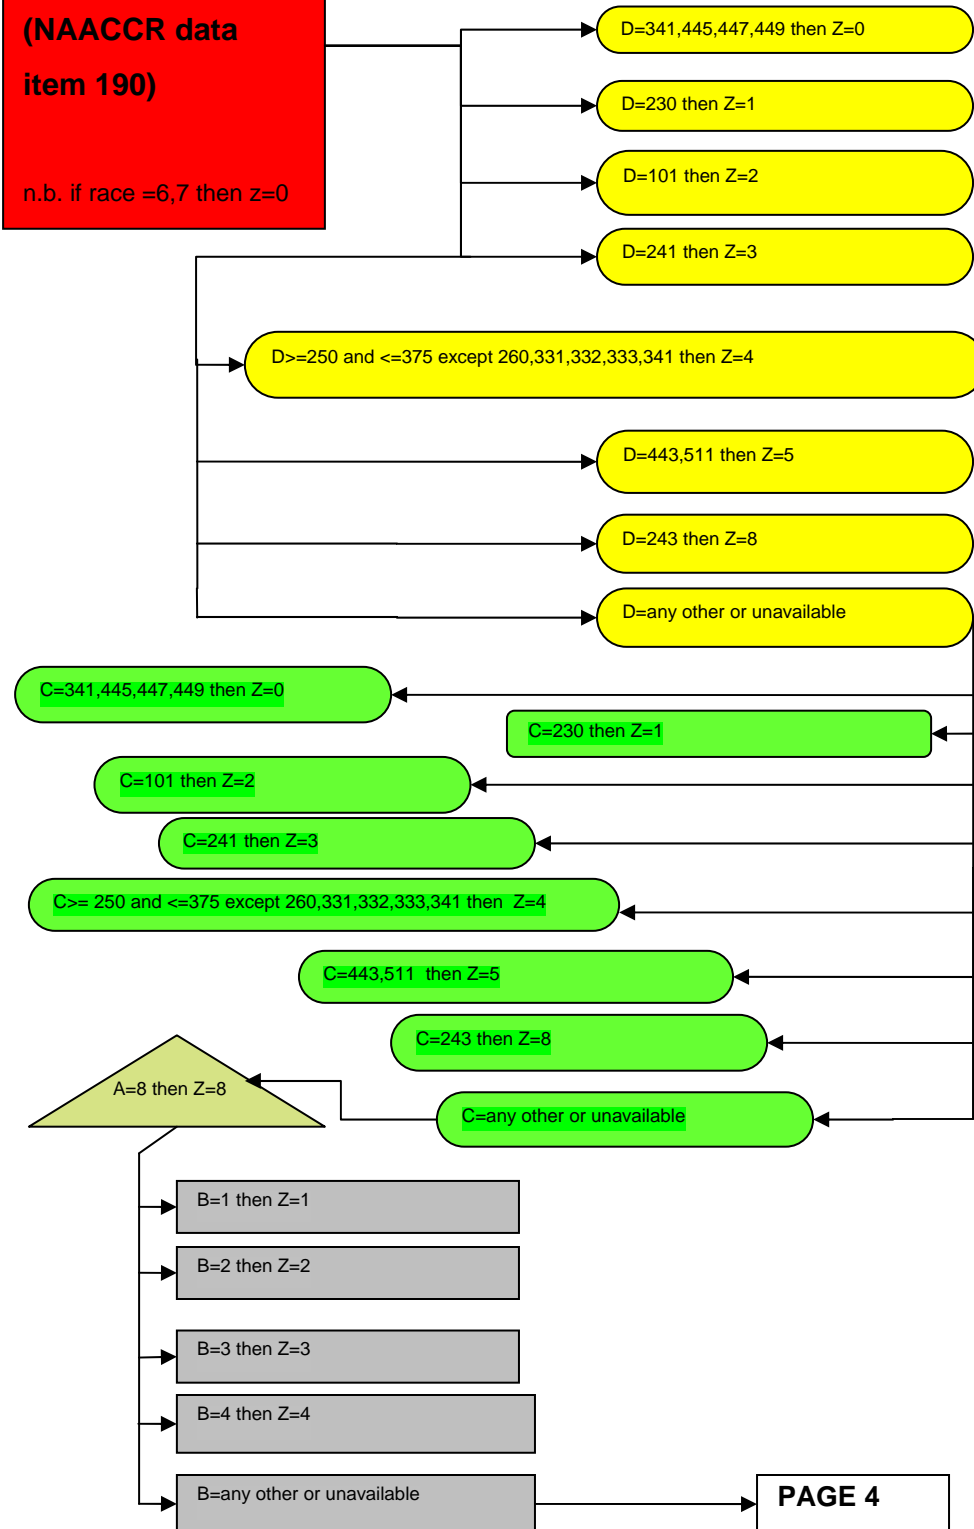 (NAACCR data
item 190)
n.b. if race =6,7 then z=0
D=341,445,447,449 then Z=0
D=230 then Z=1
D=101 then Z=2
D=241 then Z=3
D>=250 and <=375 except 260,331,332,333,341 then Z=4
D=443,511 then Z=5
D=243 then Z=8
D=any other or unavailable
C=341,445,447,449 then Z=0
C=230 then Z=1
C=101 then Z=2
C=241 then Z=3
C>= 250 and <=375 except 260,331,332,333,341 then  Z=4
C=443,511  then Z=5
C=243 then Z=8
C=any other or unavailable
A=8 then Z=8
B=1 then Z=1
B=2 then Z=2
B=3 then Z=3
B=4 then Z=4
B=any other or unavailable
PAGE 4